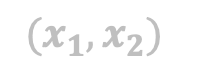 (x₁, x₂)